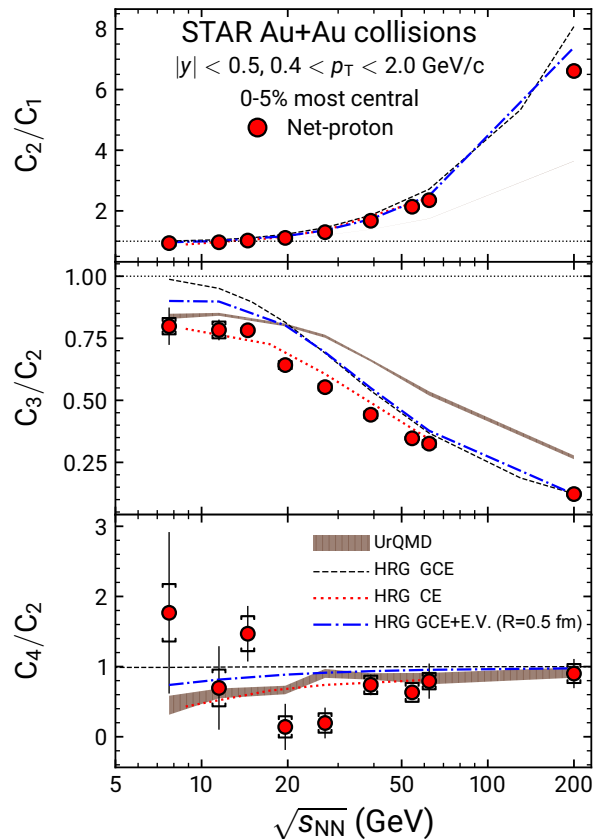 STAR Au+Au collisions
|y| < 0.5, 0.4 < p_T < 2.0 GeV/c
0-5% most central
Net-proton
C₂/C₁
8
6
4
2
C₃/C₂
1.00
0.75
0.50
0.25
C₄/C₂
3
2
1
0
UrQMD
HRG GCE
HRG CE
HRG GCE+E.V. (R=0.5 fm)
5 10 20 50 100 200
√s_NN (GeV)